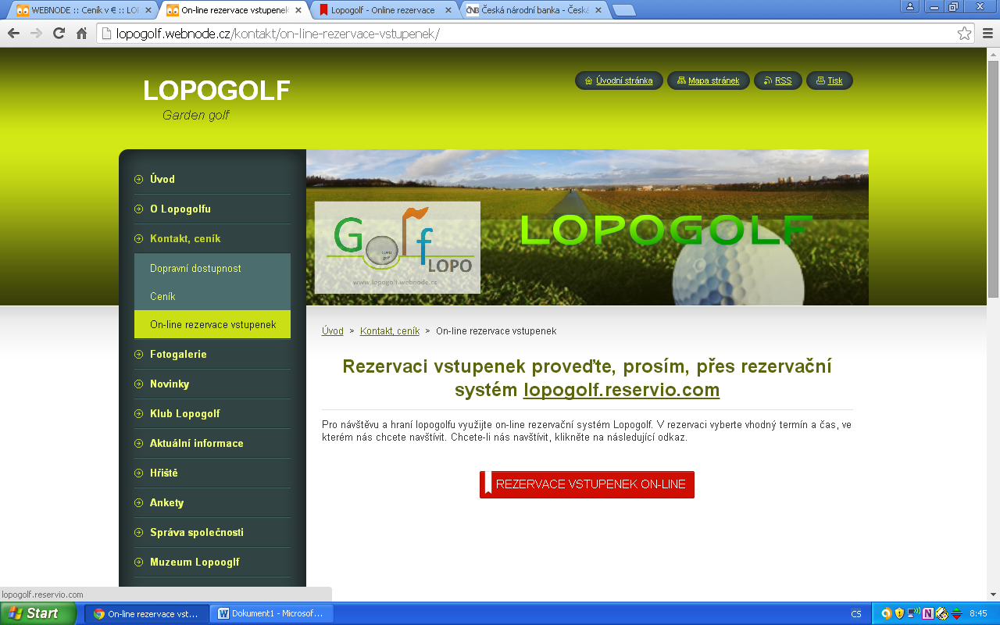 WEBNODE :: Ceník v € :: LOP
On-line rezervace vstupenek
Lopogolf - Online rezervace
ČNB Česká národní banka - Česká
lopogolf.webnode.cz/kontakt/on-line-rezervace-vstupenek/
LOPOGOLF
Garden golf
Úvodní stránka
Mapa stránek
RSS
Tisk
Úvod
O Lopogolfu
Kontakt, ceník
Dopravní dostupnost
Ceník
On-line rezervace vstupenek
Fotogalerie
Novinky
Klub Lopogolf
Aktuální informace
Hřiště
Ankety
Správa společnosti
Muzeum Lopooglf
Golf
LOPO
golf
LOPO
www.lopogolf.webnode.cz
LOPOGOLF
Úvod > Kontakt, ceník > On-line rezervace vstupenek
Rezervaci vstupenek proveďte, prosím, přes rezervační
systém lopogolf.reservio.com
Pro návštěvu a hraní lopogolfu využijte on-line rezervační systém Lopogolf. V rezervaci vyberte vhodný termín a čas, ve
kterém nás chcete navštívit. Chcete-li nás navštívit, klikněte na následující odkaz.
REZERVACE VSTUPENEK ON-LINE
lopogolf.reservio.com
Start
On-line rezervace vst...
Dokument1 - Microsof...
CS
8:45